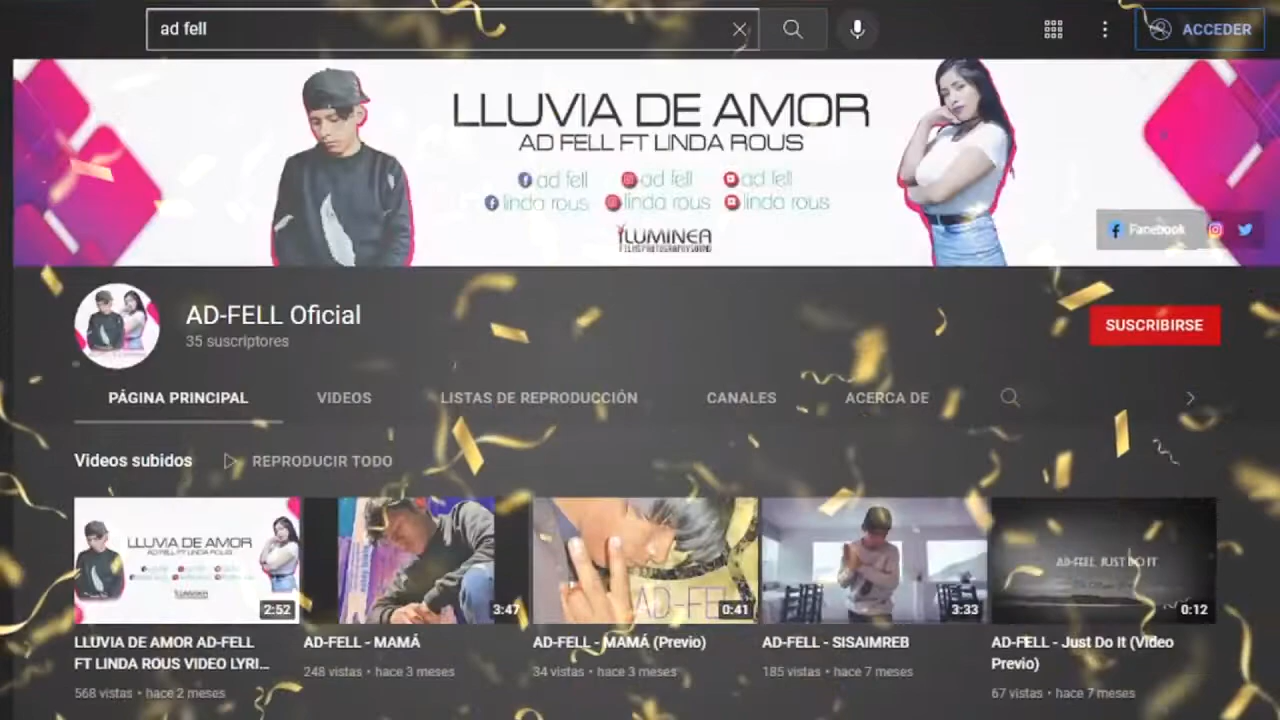 ad fell
ACCEDER
LLUVIA DE AMOR
AD FELL FT LINDA ROUS
ad fell ad fell ad fell
linda rous linda rous linda rous
ILUMINEA
Facebook
AD-FELL Oficial
35 suscriptores
SUSCRIBIRSE
PÁGINA PRINCIPAL VIDEOS LISTAS DE REPRODUCCIÓN CANALES ACERCA DE
Videos subidos REPRODUCIR TODO
LLUVIA DE AMOR
AD FELL FT LINDA ROUS
2:52
3:47
AD-FE
0:41
3:33
AD-FELL JUST DO IT
0:12
LLUVIA DE AMOR AD-FELL
FT LINDA ROUS VIDEO LYRI...
568 vistas • hace 2 meses
AD-FELL - MAMÁ
248 vistas • hace 3 meses
AD-FELL - MAMÁ (Previo)
34 vistas • hace 3 meses
AD-FELL - SISAIMREB
185 vistas • hace 7 meses
AD-FELL - Just Do It (Video
Previo)
67 vistas • hace 7 meses